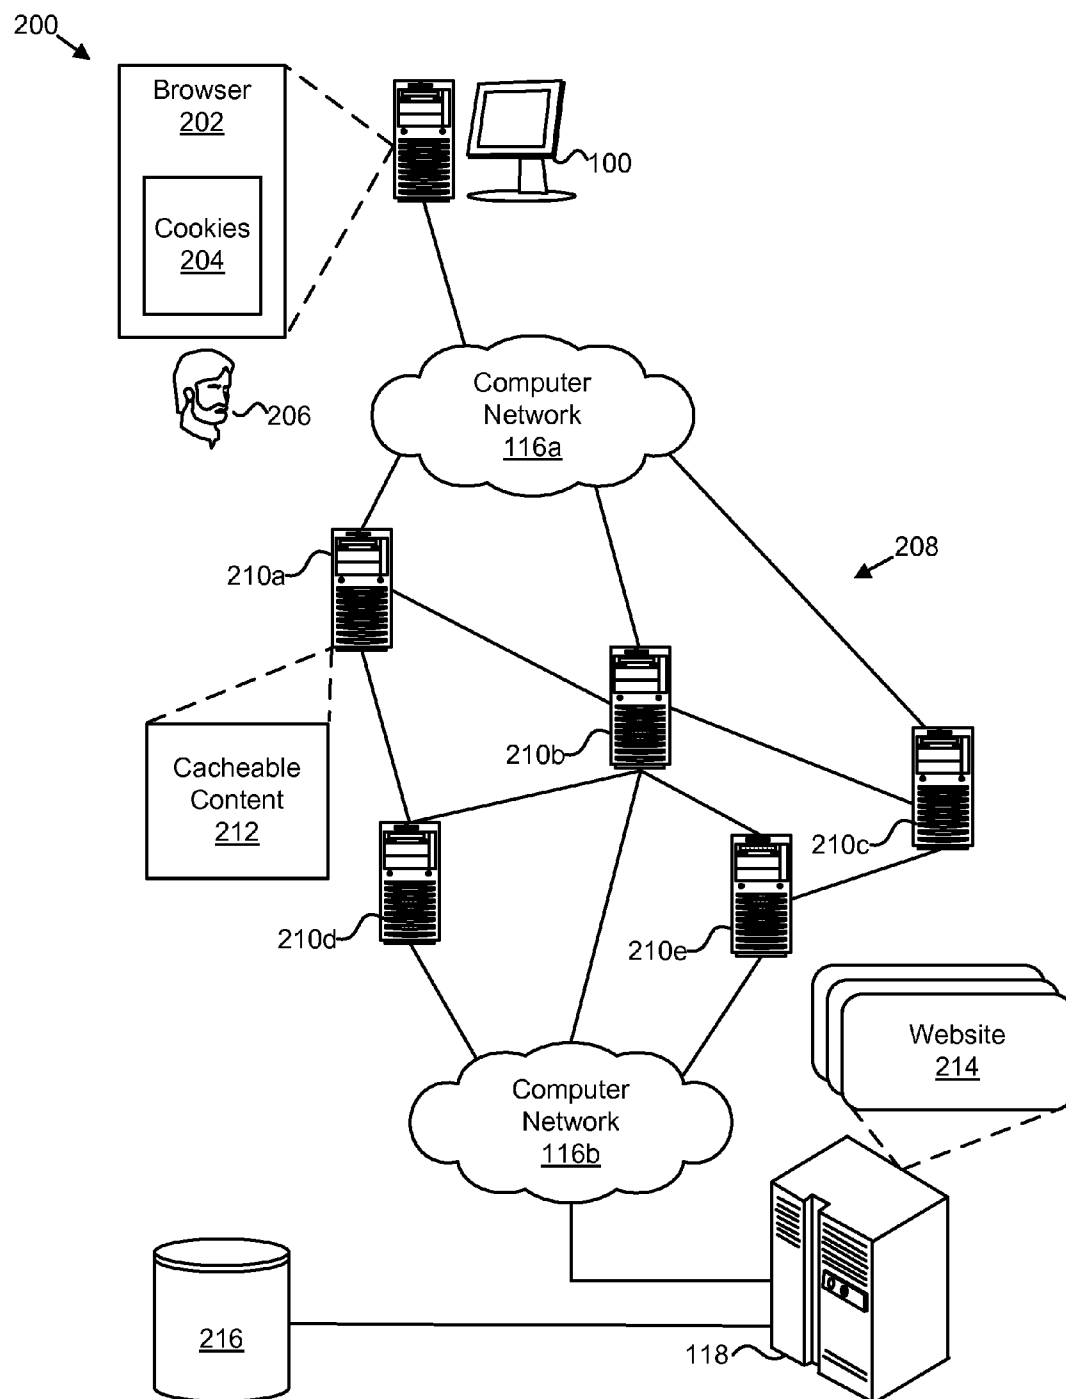 200
Browser
202
100
Cookies
204
206
Computer
Network
116a
208
210a
210b
210c
Cacheable
Content
212
210d
210e
Website
214
Computer
Network
116b
216
118